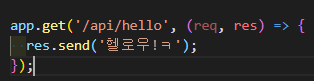 app.get('/api/hello', (req, res) => {
  res.send('헬로우!ㅋ');
});